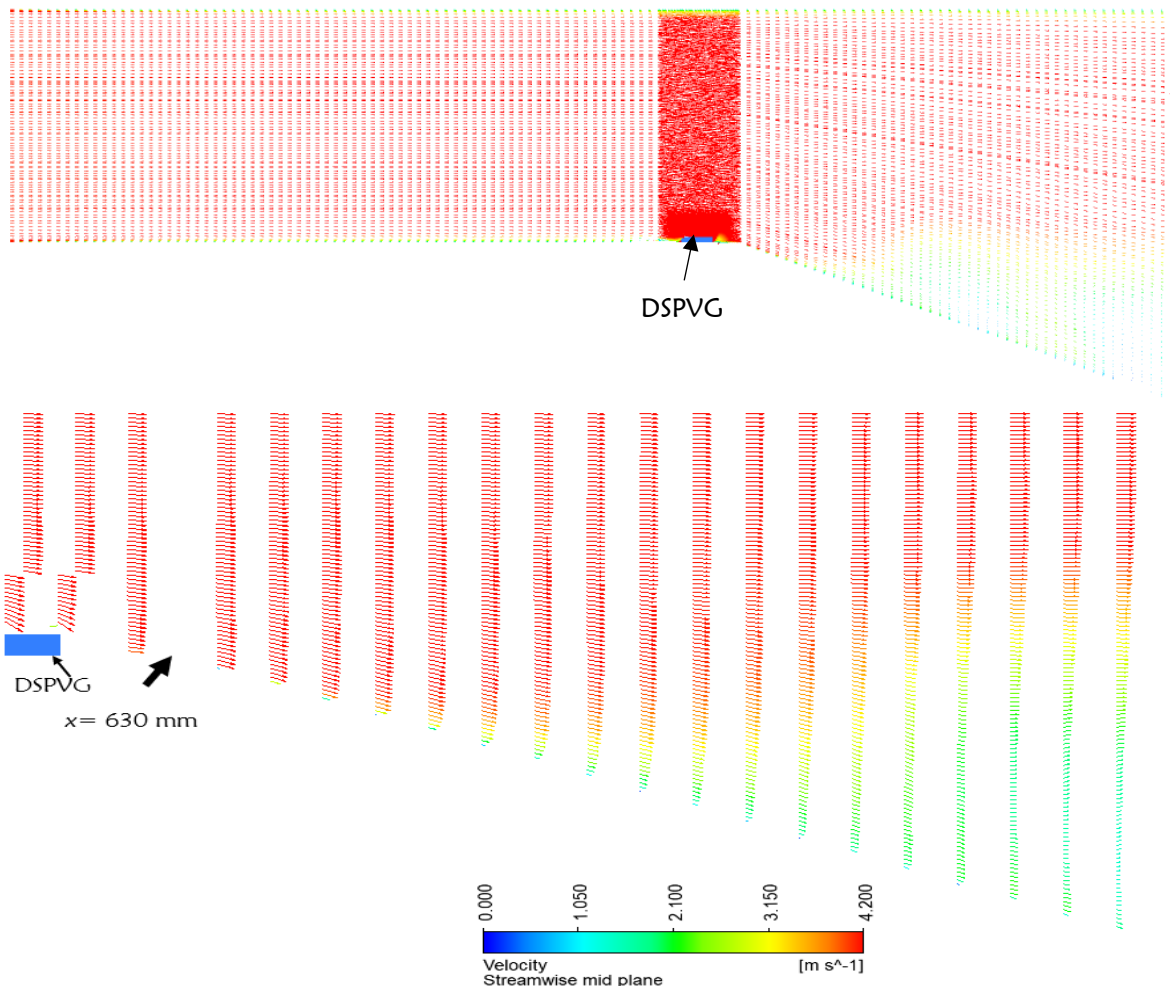 DSPVG
DSPVG
x= 630 mm
0.000
1.050
2.100
3.150
4.200
Velocity
[m s^-1]
Streamwise mid plane